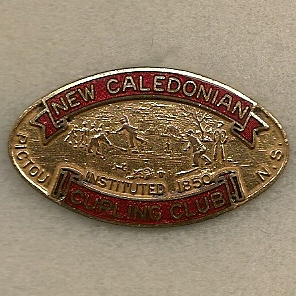 NEW CALEDONIAN
PICTOU
N.S.
INSTITUTED 1850
CURLING CLUB